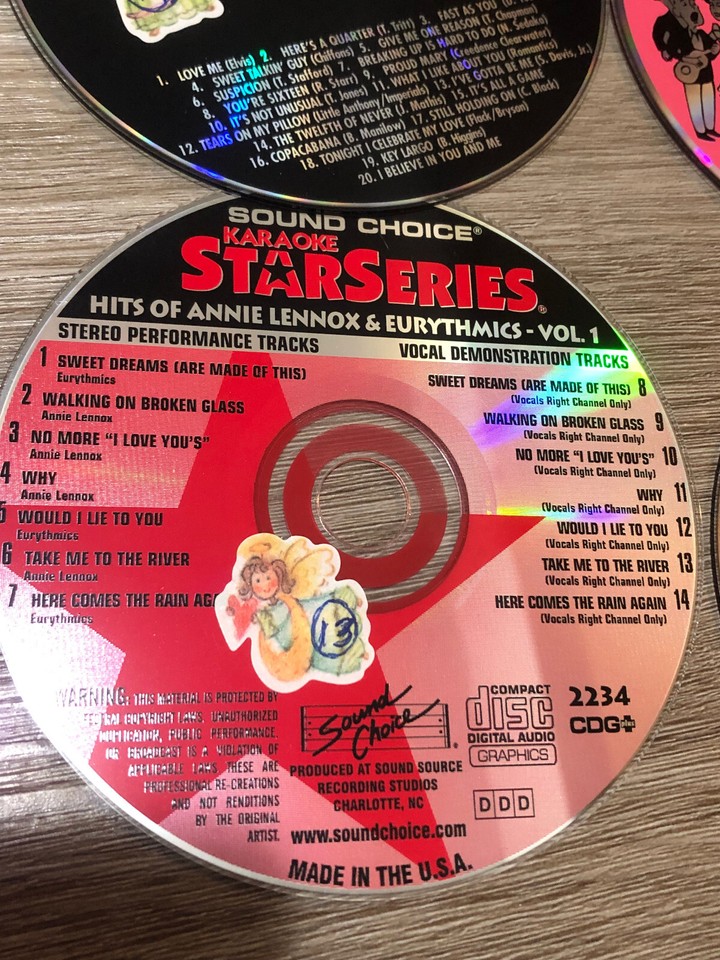 1. LOVE ME (Elvis) 2. HERE'S A QUARTER (T. Tritt) 3. FAST AS YOU
4. SWEET TALKIN' GUY (Chiffons) 5. GIVE ME ONE REASON (T. Chapman)
6. SUSPICION (T. Stafford) 7. BREAKING UP IS HARD TO DO (N. Sedaka)
8. YOU'RE SIXTEEN (R. Starr) 9. PROUD MARY (Creedence Clearwater)
10. IT'S NOT UNUSUAL (T. Jones) 11. WHAT I LIKE ABOUT YOU (Romantics)
12. TEARS ON MY PILLOW (Little Anthony/Imperials) 13. I'VE GOTTA BE ME (S. Davis, Jr.)
14. THE TWELFTH OF NEVER (J. Mathis) 15. IT'S ALL A GAME
16. COPACABANA (B. Manilow) 17. STILL HOLDING ON (C. Black)
18. TONIGHT I CELEBRATE MY LOVE (Flack/Bryson)
19. KEY LARGO (B. Higgins)
20. I BELIEVE IN YOU AND ME
SOUND CHOICE®
KARAOKE
STARSERIES®
HITS OF ANNIE LENNOX & EURYTHMICS - VOL. 1
STEREO PERFORMANCE TRACKS
1 SWEET DREAMS (ARE MADE OF THIS)
Eurythmics
2 WALKING ON BROKEN GLASS
Annie Lennox
3 NO MORE "I LOVE YOU'S"
Annie Lennox
4 WHY
Annie Lennox
5 WOULD I LIE TO YOU
Eurythmics
6 TAKE ME TO THE RIVER
Annie Lennox
7 HERE COMES THE RAIN AGA
Eurythmics
VOCAL DEMONSTRATION TRACKS
SWEET DREAMS (ARE MADE OF THIS) 8
(Vocals Right Channel Only)
WALKING ON BROKEN GLASS 9
(Vocals Right Channel Only)
NO MORE "I LOVE YOU'S" 10
(Vocals Right Channel Only)
WHY 11
(Vocals Right Channel Only)
WOULD I LIE TO YOU 12
(Vocals Right Channel Only)
TAKE ME TO THE RIVER 13
(Vocals Right Channel Only)
HERE COMES THE RAIN AGAIN 14
(Vocals Right Channel Only)
13
WARNING: THIS MATERIAL IS PROTECTED BY
FEDERAL COPYRIGHT LAWS. UNAUTHORIZED
DUPLICATION, PUBLIC PERFORMANCE,
OR BROADCAST IS A VIOLATION OF
APPLICABLE LAWS. THESE ARE
PROFESSIONAL RE-CREATIONS
AND NOT RENDITIONS
BY THE ORIGINAL
ARTIST.
Sound
Choice®
PRODUCED AT SOUND SOURCE
RECORDING STUDIOS
CHARLOTTE, NC
www.soundchoice.com
MADE IN THE U.S.A.
COMPACT
disc
DIGITAL AUDIO
GRAPHICS
DDD
2234
CDG plus